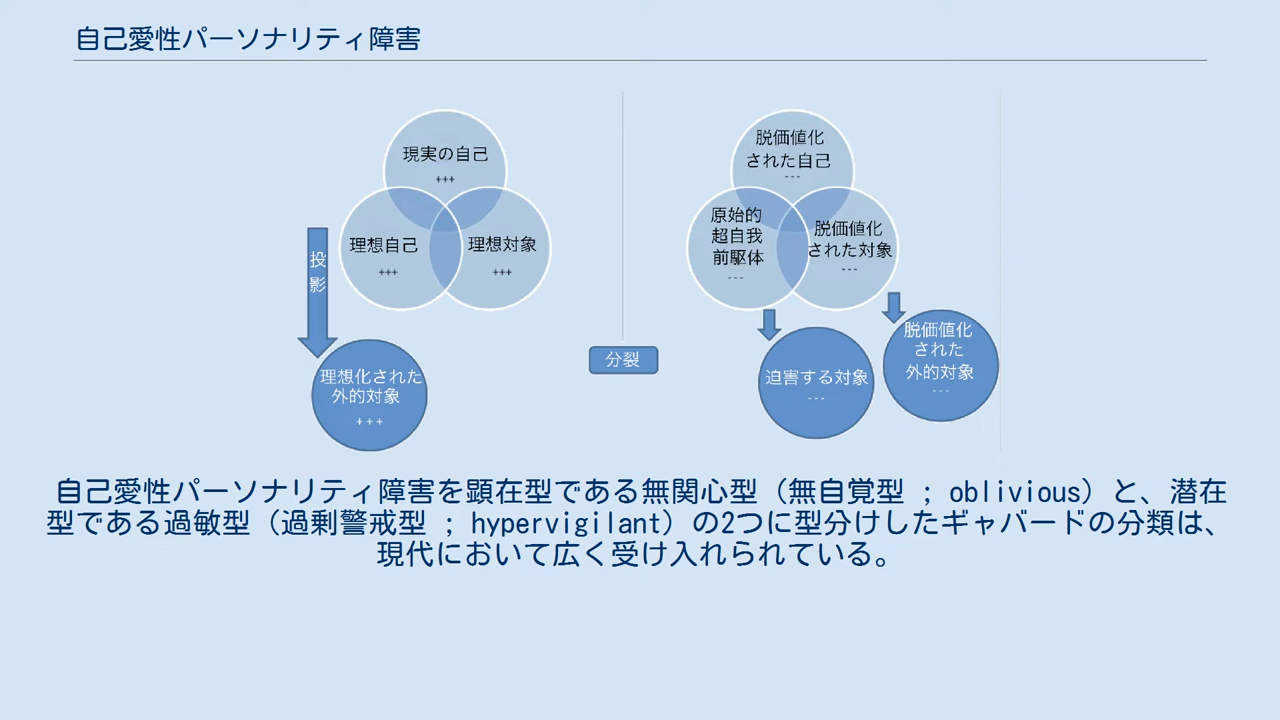 自己愛性パーソナリティ障害
現実の自己
+++
理想自己
+++
理想対象
+++
投
影
理想化された
外的対象
+++
分裂
脱価値化
された自己
---
原始的
超自我
前駆体
---
脱価値化
された対象
---
迫害する対象
---
脱価値化
された
外的対象
---
自己愛性パーソナリティ障害を顕在型である無関心型（無自覚型 ; oblivious）と、潜在
型である過敏型（過剰警戒型 ; hypervigilant）の2つに型分けしたギャバードの分類は、
現代において広く受け入れられている。